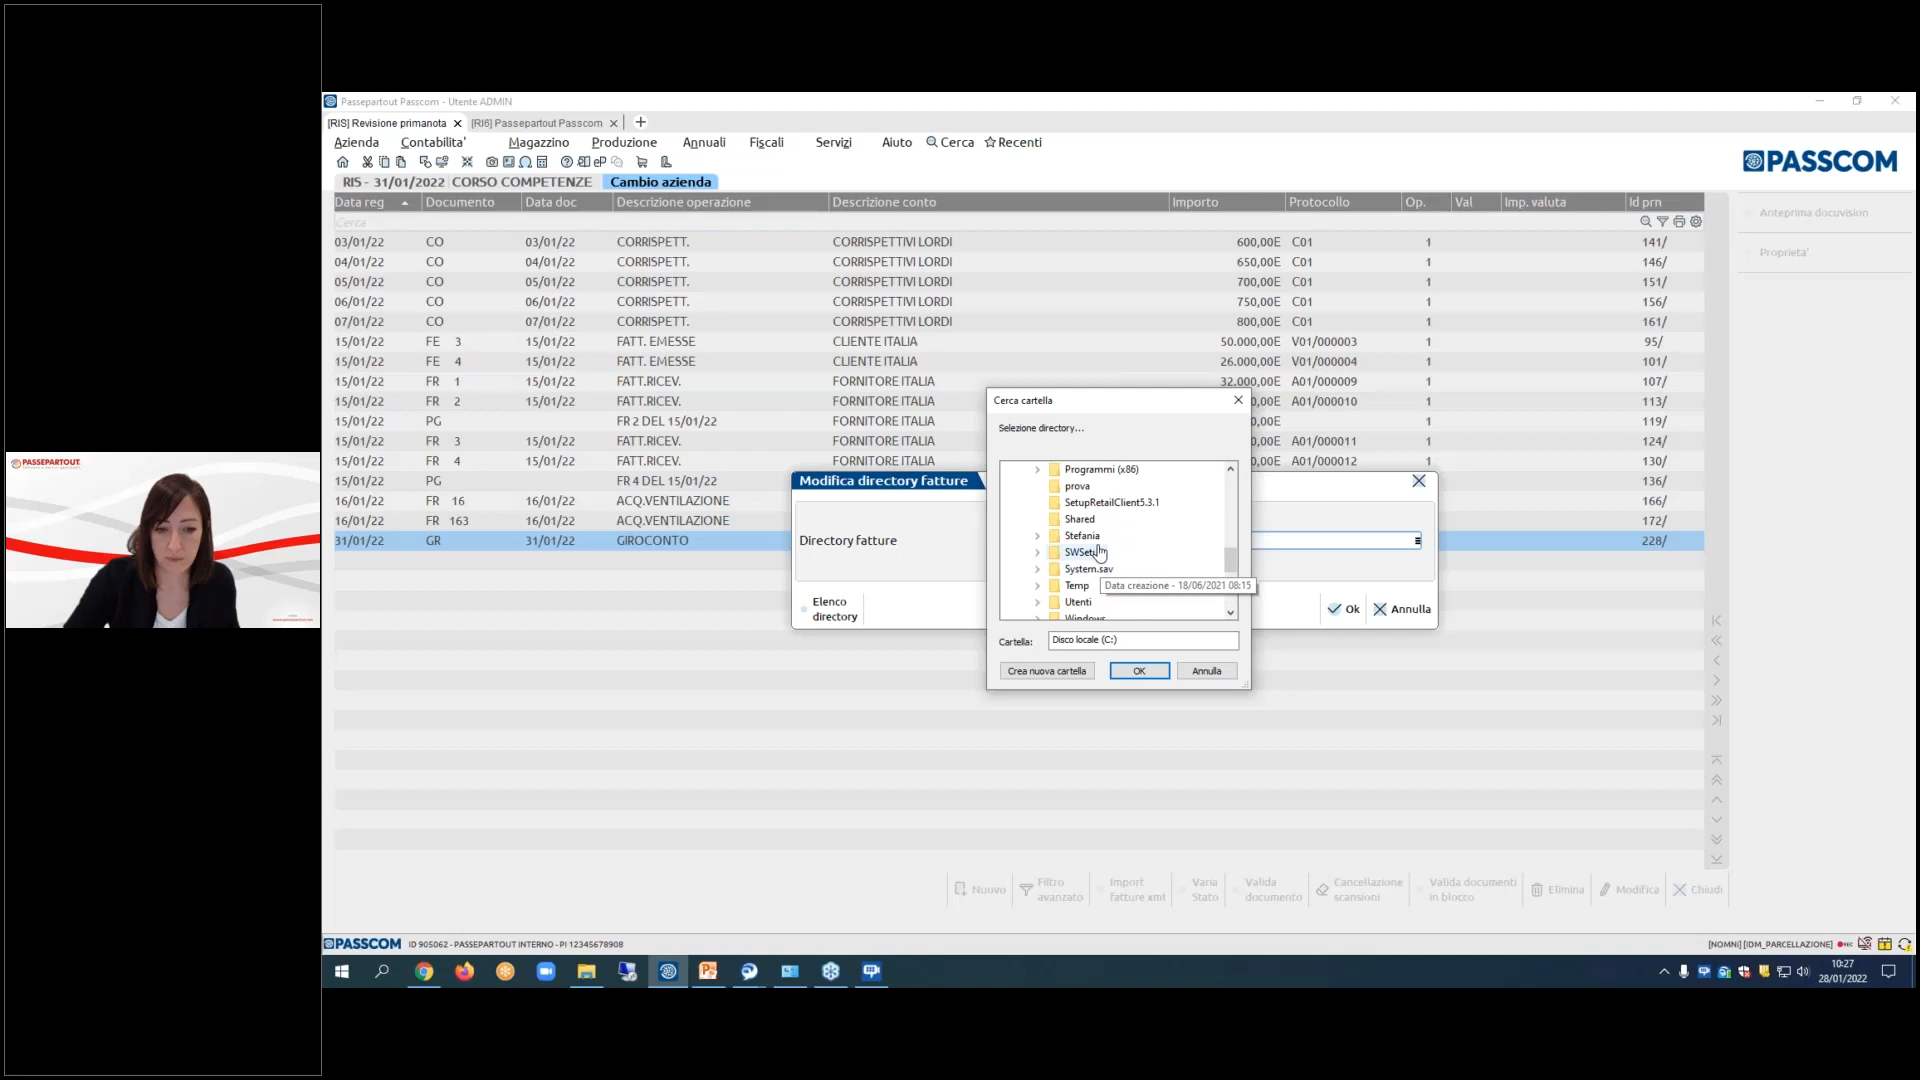 PASSEPARTOUT
Passepartout Passcom - Utente ADMIN
[RIS] Revisione primanota [RI6] Passepartout Passcom
Azienda Contabilita' Magazzino Produzione Annuali Fiscali Servizi Aiuto Cerca Recenti
RIS - 31/01/2022 CORSO COMPETENZE Cambio azienda
PASSCOM
Data reg Documento Data doc Descrizione operazione Descrizione conto Importo Protocollo Op. Val Imp. valuta Id prn
Cerca
Anteprima docuvision
Proprieta'
03/01/22 CO 03/01/22 CORRISPETT. CORRISPETTIVI LORDI 600,00E C01 1 141/
04/01/22 CO 04/01/22 CORRISPETT. CORRISPETTIVI LORDI 650,00E C01 1 146/
05/01/22 CO 05/01/22 CORRISPETT. CORRISPETTIVI LORDI 700,00E C01 1 151/
06/01/22 CO 06/01/22 CORRISPETT. CORRISPETTIVI LORDI 750,00E C01 1 156/
07/01/22 CO 07/01/22 CORRISPETT. CORRISPETTIVI LORDI 800,00E C01 1 161/
15/01/22 FE 3 15/01/22 FATT. EMESSE CLIENTE ITALIA 50.000,00E V01/000003 1 95/
15/01/22 FE 4 15/01/22 FATT. EMESSE CLIENTE ITALIA 26.000,00E V01/000004 1 101/
15/01/22 FR 1 15/01/22 FATT.RICEV. FORNITORE ITALIA 32.000,00E A01/000009 1 107/
15/01/22 FR 2 15/01/22 FATT.RICEV. FORNITORE ITALIA 0,00E A01/000010 1 113/
15/01/22 PG FR 2 DEL 15/01/22 FORNITORE ITALIA 0,00E 1 119/
15/01/22 FR 3 15/01/22 FATT.RICEV. FORNITORE ITALIA 0,00E A01/000011 1 124/
15/01/22 FR 4 15/01/22 FATT.RICEV. FORNITORE ITALIA 0,00E A01/000012 1 130/
15/01/22 PG FR 4 DEL 15/01/22 136/
16/01/22 FR 16 16/01/22 ACQ.VENTILAZIONE 166/
16/01/22 FR 163 16/01/22 ACQ.VENTILAZIONE 172/
31/01/22 GR 31/01/22 GIROCONTO 228/
Modifica directory fatture
Directory fatture
Elenco
directory
Ok Annulla
Cerca cartella
Selezione directory...
Programmi (x86)
prova
SetupRetailClient5.3.1
Shared
Stefania
SWSetu
System.sav
Temp
Data creazione - 18/06/2021 08:15
Utenti
Windows
Cartella: Disco locale (C:)
Crea nuova cartella OK Annulla
Nuovo
Filtro
avanzato
Import
fatture xml
Varia
Stato
Valida
documento
Cancellazione
scansioni
Valida documenti
in blocco
Elimina
Modifica
Chiudi
PASSCOM ID 905062 - PASSEPARTOUT INTERNO - PI 12345678908
[NOMNI] [IDM_PARCELLAZIONE] REC
10:27
28/01/2022